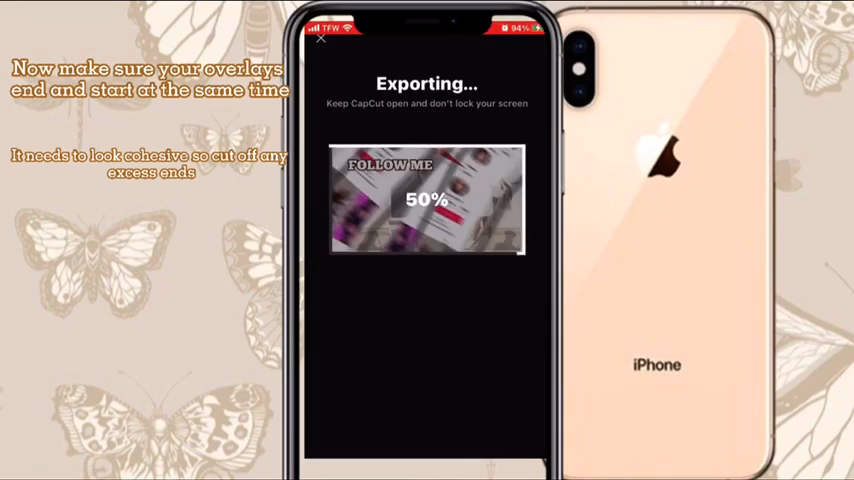 Now make sure your overlays
end and start at the same time
It needs to look cohesive so cut off any
excess ends
TFW
94%
Exporting...
Keep CapCut open and don't lock your screen
FOLLOW ME
50%
iPhone